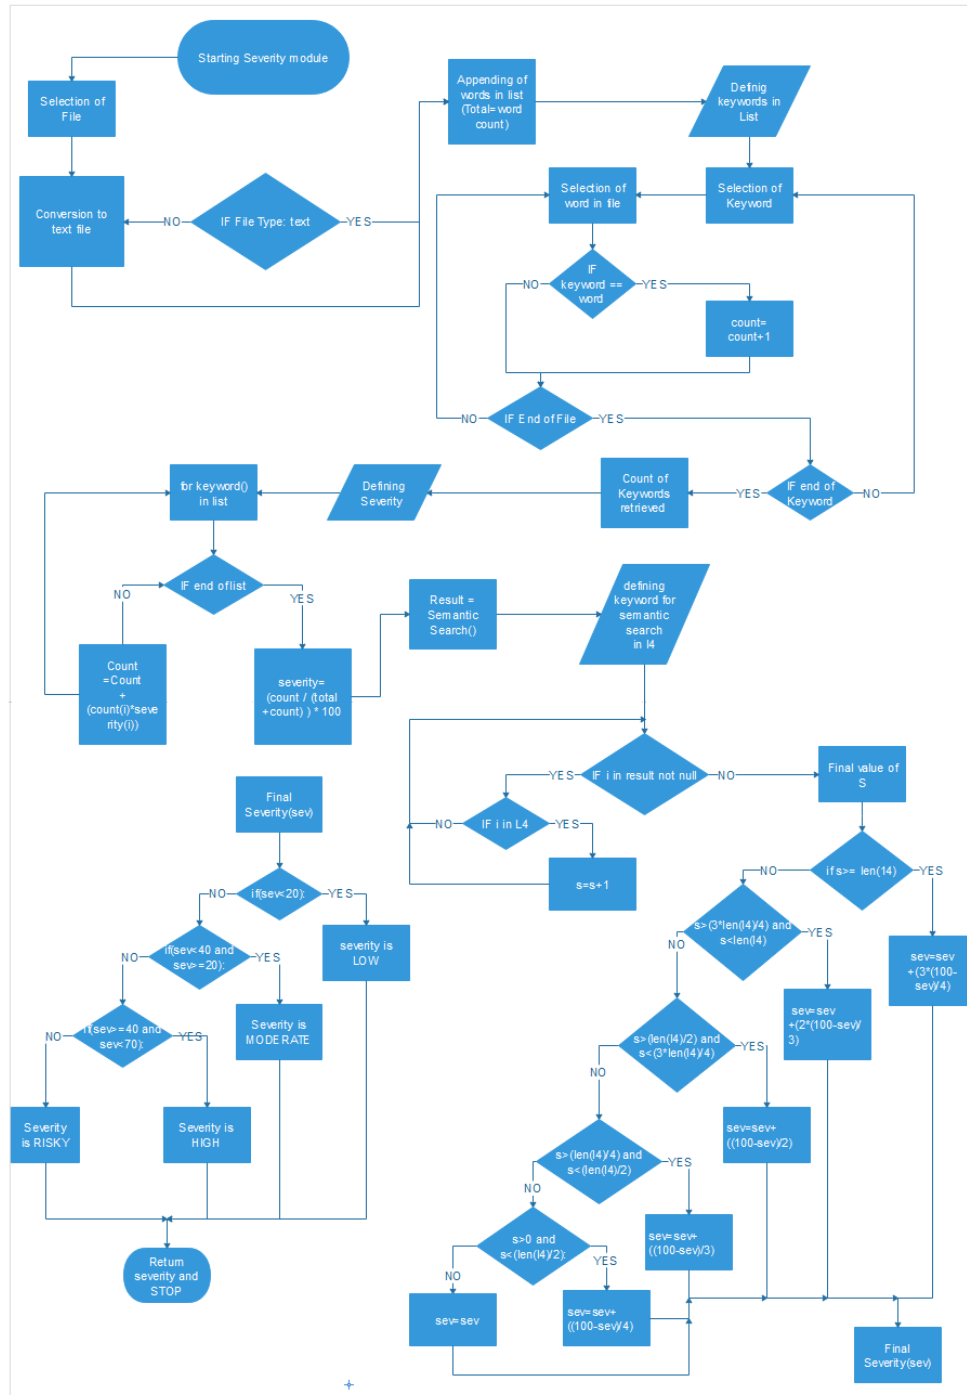 Starting Severity module
Selection of
File
Conversion to
text file
NO
IF File Type: text
YES
Appending of
words in list
(Total=word
count)
Definig
keywords in
List
Selection of
word in file
Selection of
Keyword
NO
IF
keyword ==
word
YES
count=
count+1
NO
IF End of File
YES
IF end of
Keyword
YES
NO
Count of
Keywords
retrieved
Defining
Severity
for keyword()
in list
IF end of list
NO
YES
Count
=Count
+
(count(i)*seve
rity(i))
severity=
(count / (total
+count) ) * 100
Result =
Semantic
Search()
defining
keyword for
semantic
search
in l4
IF i in result not null
YES
NO
IF i in L4
NO
YES
s=s+1
Final value of
S
if s>= len(14)
NO
YES
s>(3*len(l4)/4) and
s<len(l4)
NO
YES
sev=sev
+(3*(100-
sev)/4)
sev=sev
+(2*(100-sev)/
3)
s>(len(l4)/2) and
s<(3*len(l4)/4)
NO
YES
sev=sev+
((100-sev)/2)
s>(len(l4)/4) and
s<(len(l4)/2)
NO
YES
sev=sev+
((100-sev)/3)
s>0 and
s<(len(l4)/2):
NO
YES
sev=sev
sev=sev+
((100-sev)/4)
Final
Severity(sev)
Final
Severity(sev)
if(sev<20):
NO
YES
severity is
LOW
if(sev<40 and
sev>=20):
NO
YES
Severity is
MODERATE
if(sev>=40 and
sev<70):
NO
YES
Severity
is RISKY
Severity is
HIGH
Return
severity and
STOP